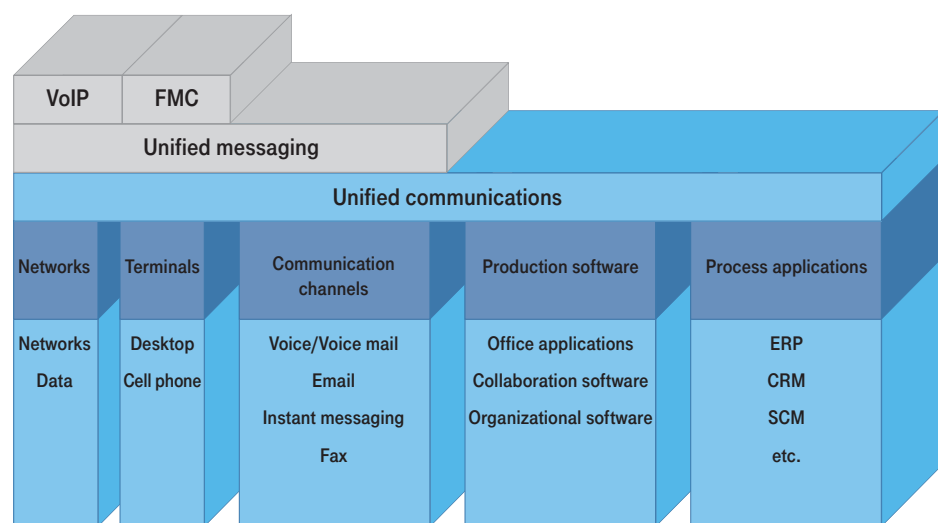 VoIP
FMC
Unified messaging
Unified communications
Networks
Terminals
Communication
channels
Production software
Process applications
Networks
Data
Desktop
Cell phone
Voice/Voice mail
Email
Instant messaging
Fax
Office applications
Collaboration software
Organizational software
ERP
CRM
SCM
etc.